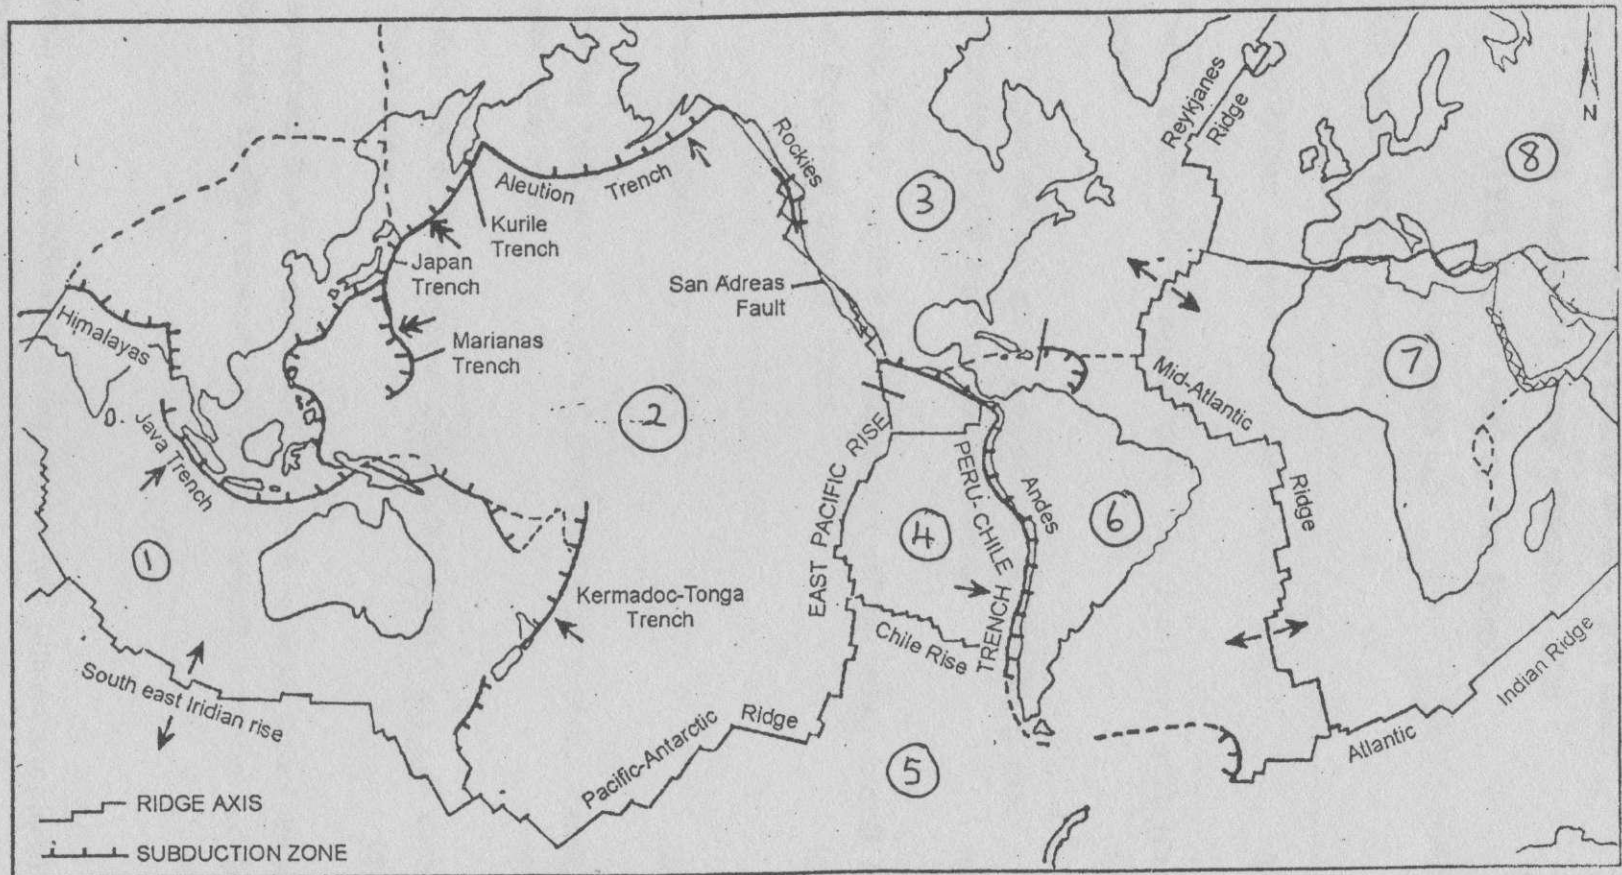 Reykjanes
Ridge
N
Rockies
8
Aleution Trench
3
Kurile
Trench
Japan
Trench
San Adreas
Fault
Himalayas
Marianas
Trench
7
Mid-Atlantic
2
Java Trench
EAST PACIFIC RISE
PERU-CHILE
TRENCH
Andes
Ridge
6
4
1
Kermadoc-Tonga
Trench
Chile Rise
South east Iridian rise
Indian Ridge
Pacific-Antarctic Ridge
Atlantic
5
RIDGE AXIS
SUBDUCTION ZONE